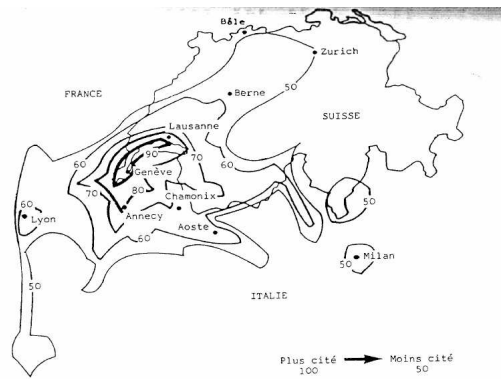 Bâle
Zurich
50
FRANCE
Berne
SUISSE
Lausanne
60
90
70
60
Genève
70
80
Chamonix
50
60
Lyon
Annecy
Aoste
60
50
Milan
50
ITALIE
Plus cité Moins cité
100 50